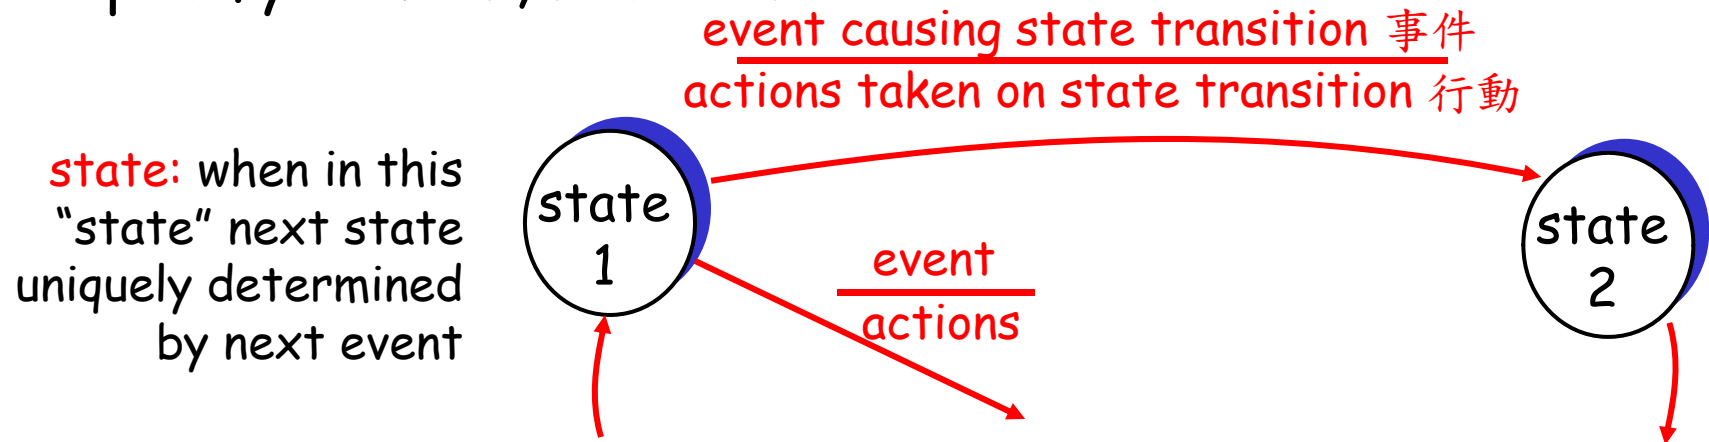 event causing state transition 事件
actions taken on state transition 行動
state: when in this
“state” next state
uniquely determined
by next event
state
1
event
actions
state
2